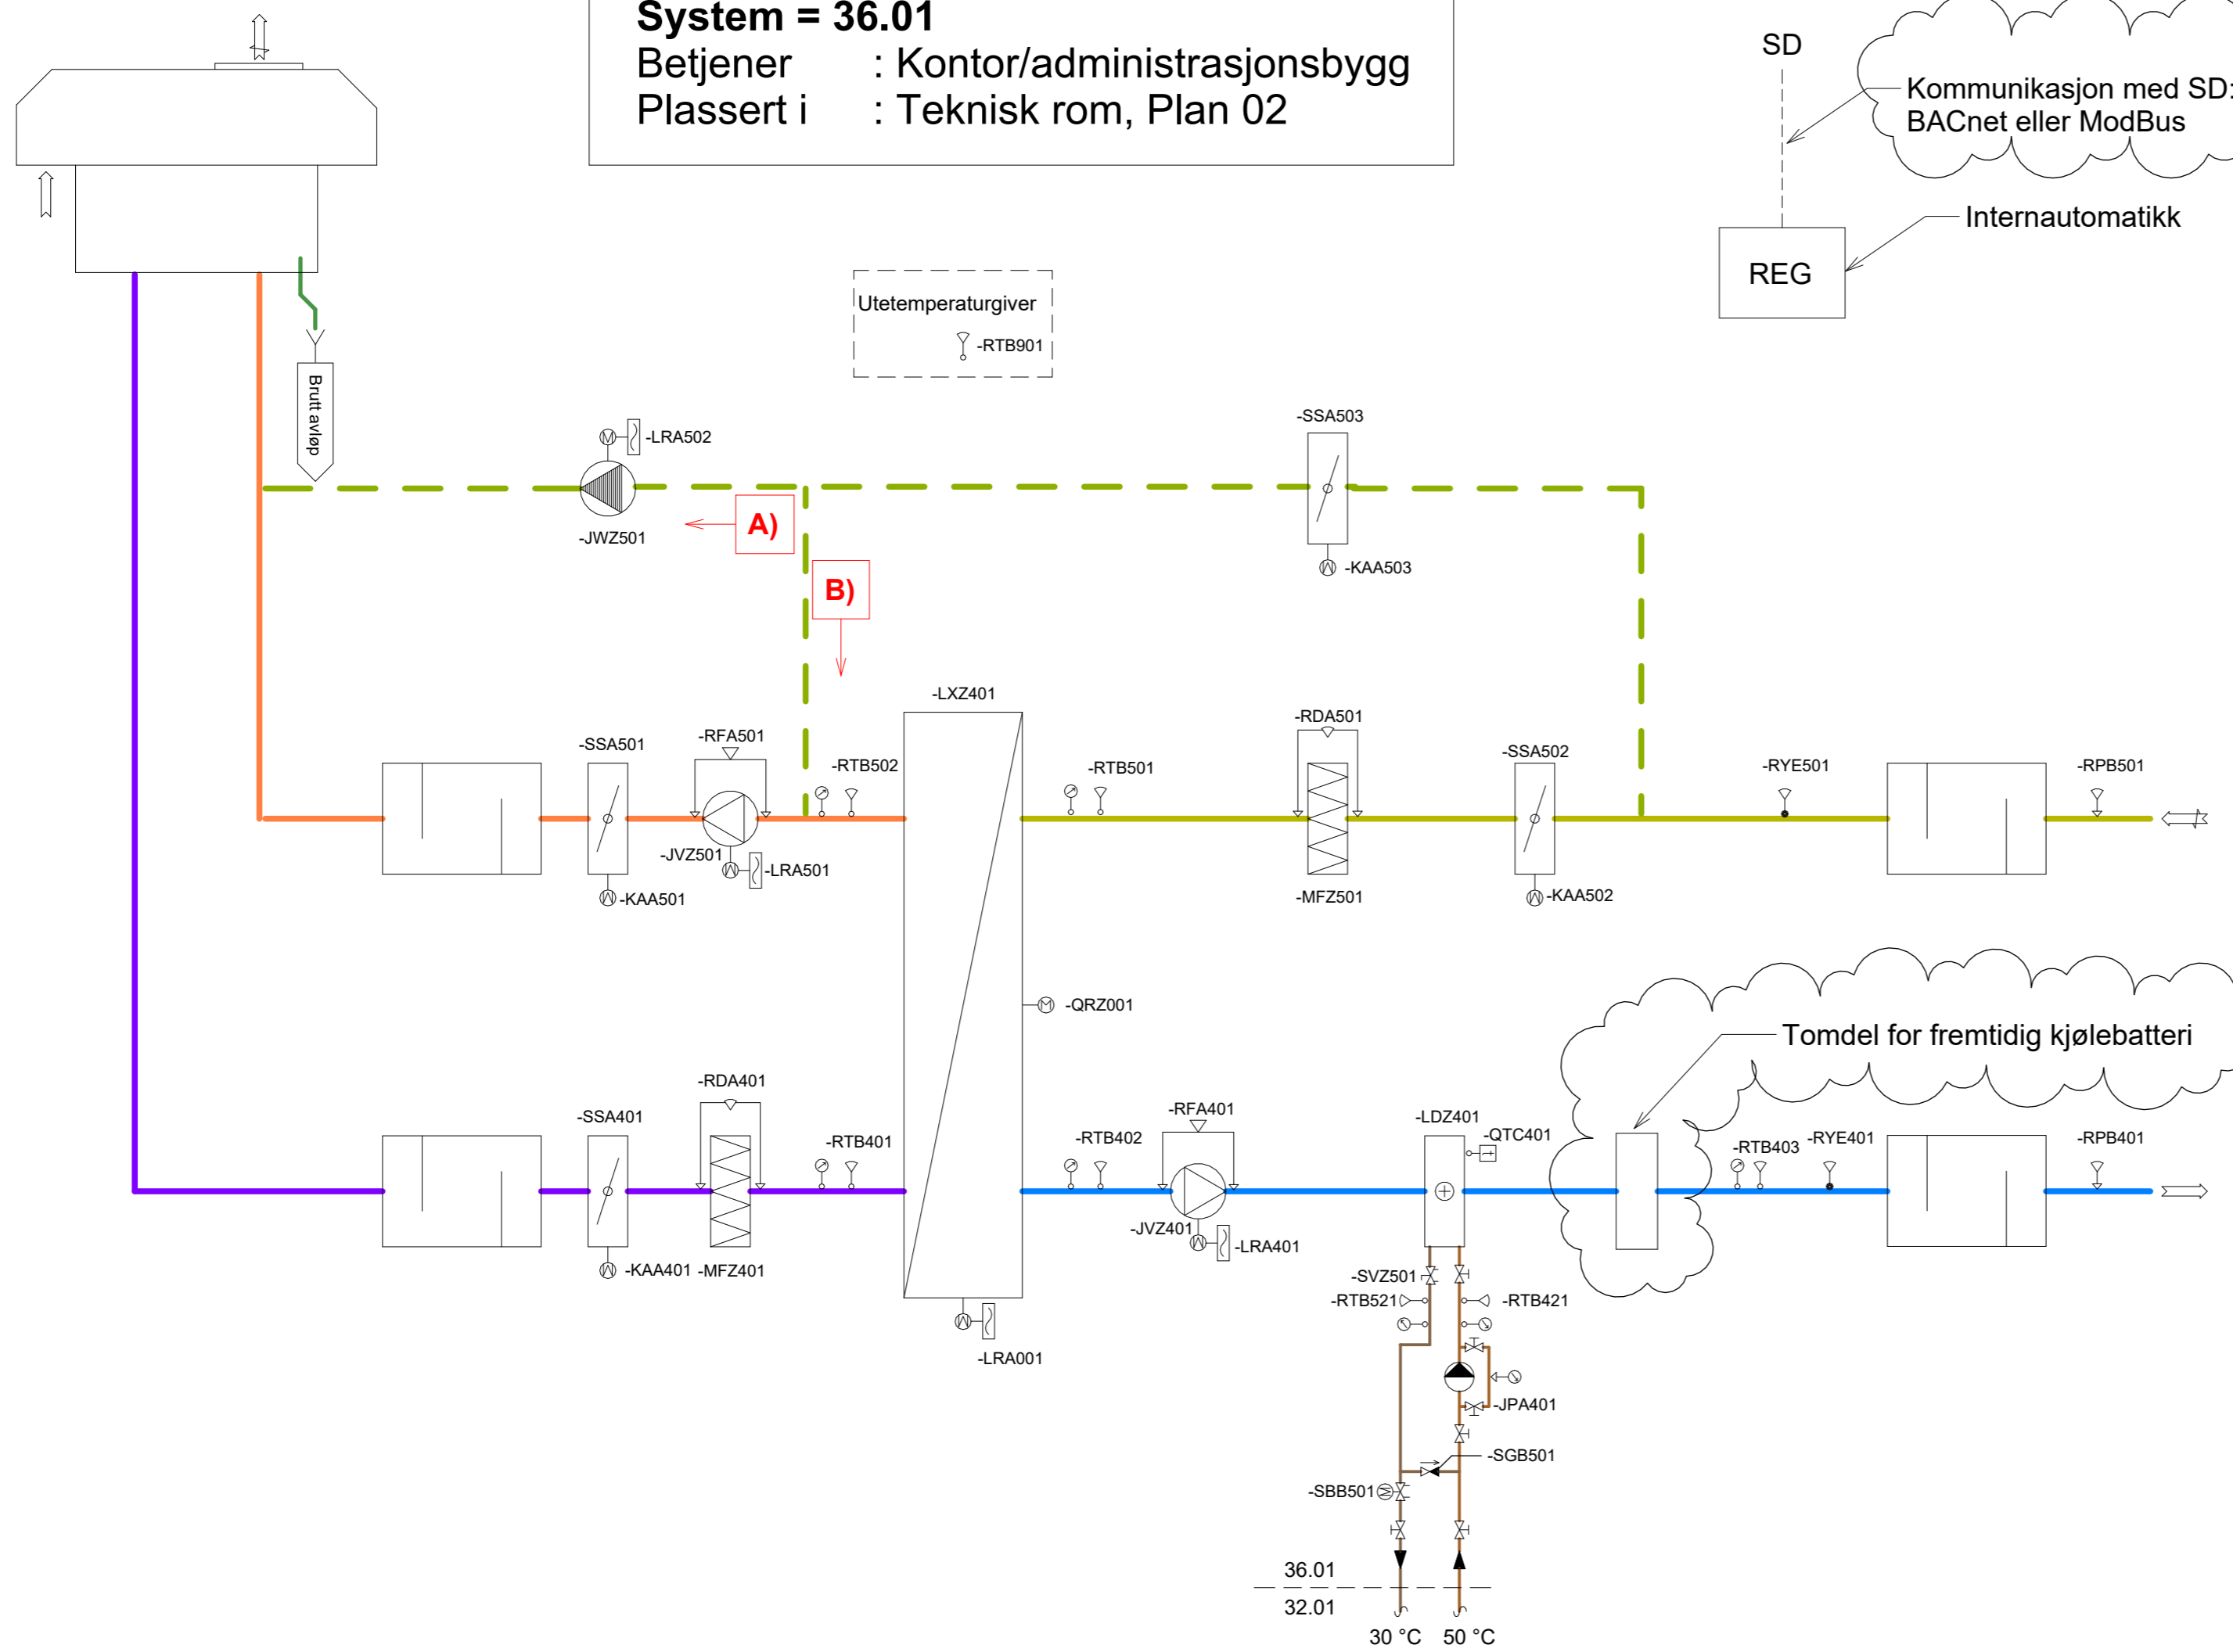 System = 36.01
Betjener : Kontor/administrasjonsbygg
Plassert i : Teknisk rom, Plan 02
SD
Kommunikasjon med SD:
BACnet eller ModBus
Internautomatikk
REG
Utetemperaturgiver
-RTB901
Brutt avløp
-LRA502
-JWZ501
A)
B)
-SSA503
-KAA503
-LXZ401
-SSA501
-RFA501
-RTB502
-RTB501
-RDA501
-SSA502
-RYE501
-RPB501
-JVZ501
-LRA501
-KAA501
-MFZ501
-KAA502
-QRZ001
Tomdel for fremtidig kjølebatteri
-SSA401
-RDA401
-RTB401
-RTB402
-RFA401
-LDZ401
-QTC401
-RTB403
-RYE401
-RPB401
-KAA401
-MFZ401
-JVZ401
-LRA401
-LRA001
-SVZ501
-RTB521
-RTB421
-JPA401
-SGB501
-SBB501
36.01
32.01
30 °C
50 °C